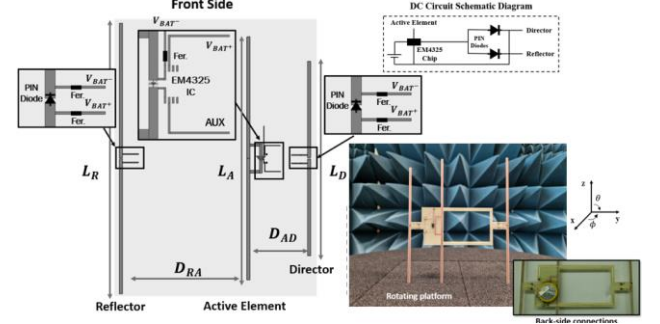 Front Side
V_BAT-
V_BAT+
Fer.
EM4325
IC
AUX
PIN
Diode
V_BAT-
Fer.
V_BAT+
Fer.
L_R
L_A
D_RA
D_AD
Reflector
Active Element
Director
L_D
PIN
Diode
V_BAT-
Fer.
V_BAT+
Fer.
DC Circuit Schematic Diagram
Active Element
EM4325
Chip
PIN
Diodes
Director
Reflector
Rotating platform
z
θ
x
ϕ
y
Back-side connections